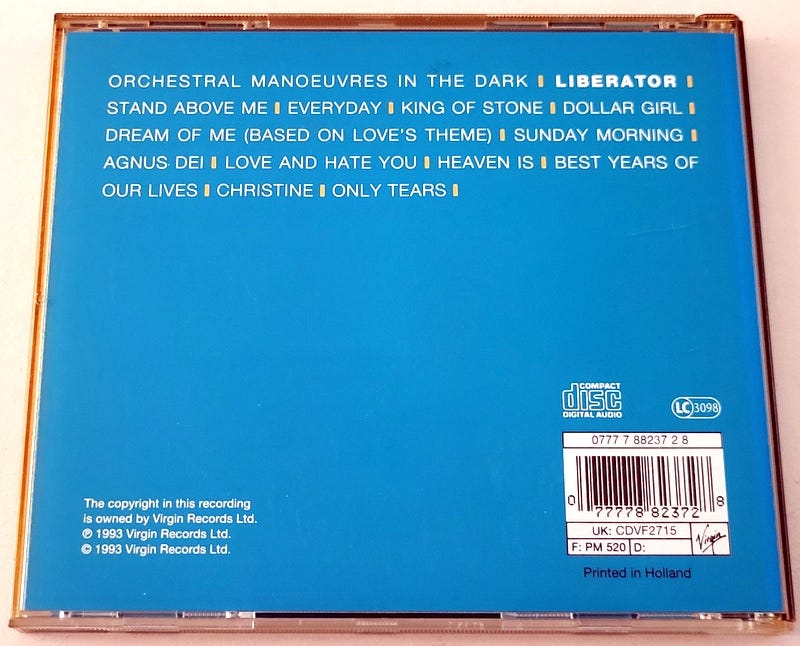 ORCHESTRAL MANOEUVRES IN THE DARK LIBERATOR
STAND ABOVE ME EVERYDAY KING OF STONE DOLLAR GIRL
DREAM OF ME (BASED ON LOVE'S THEME) SUNDAY MORNING
AGNUS DEI LOVE AND HATE YOU HEAVEN IS BEST YEARS OF
OUR LIVES CHRISTINE ONLY TEARS
COMPACT
disc
DIGITAL AUDIO
LC 3098
0777 7 88237 2 8
0 77778 82372 8
UK: CDVF2715
F: PM 520 D:
Virgin
Printed in Holland
The copyright in this recording
is owned by Virgin Records Ltd.
℗ 1993 Virgin Records Ltd.
© 1993 Virgin Records Ltd.